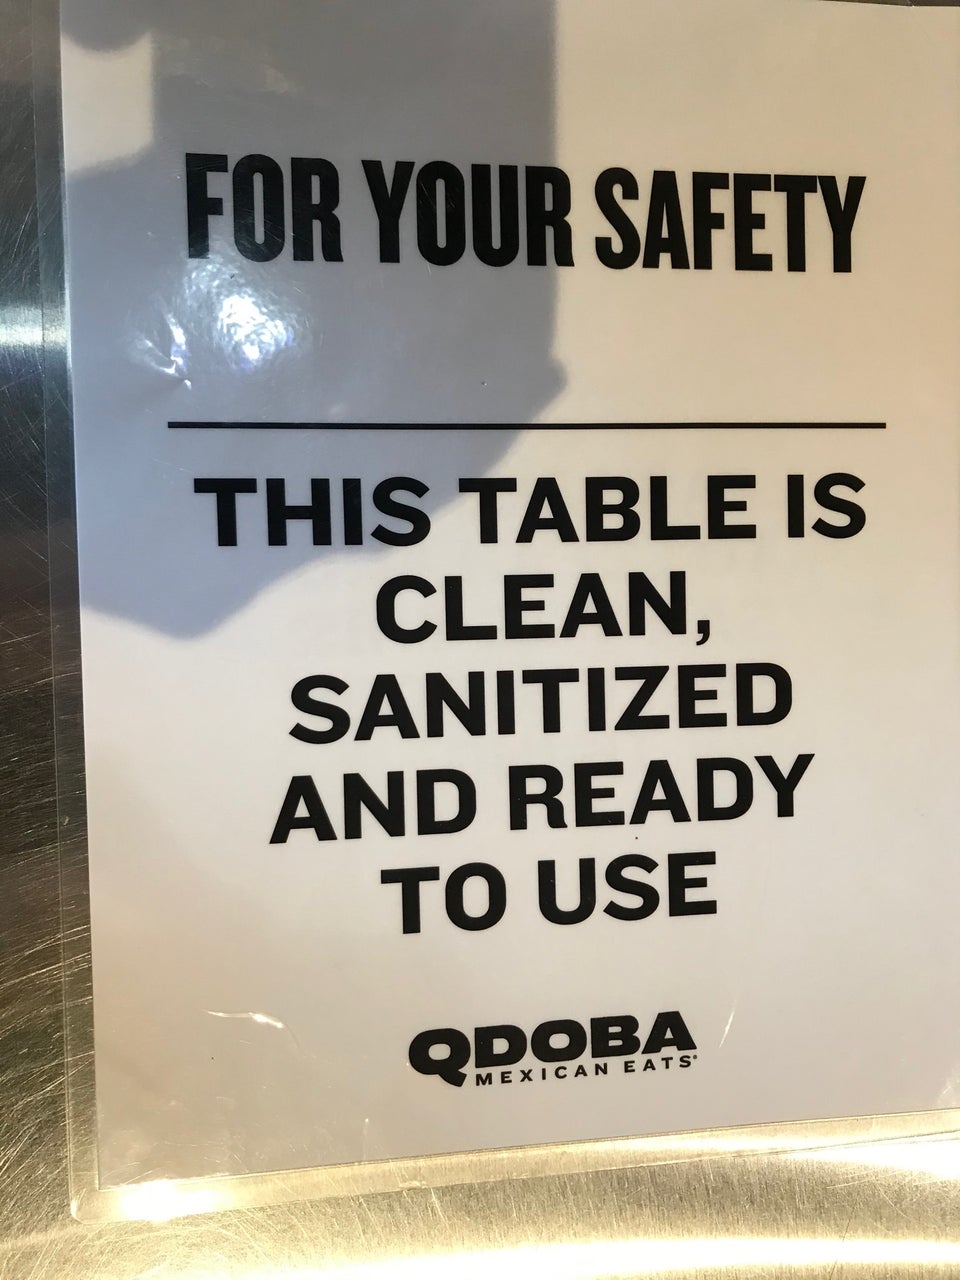 FOR YOUR SAFETY
THIS TABLE IS
CLEAN,
SANITIZED
AND READY
TO USE
QDOBA
MEXICAN EATS®